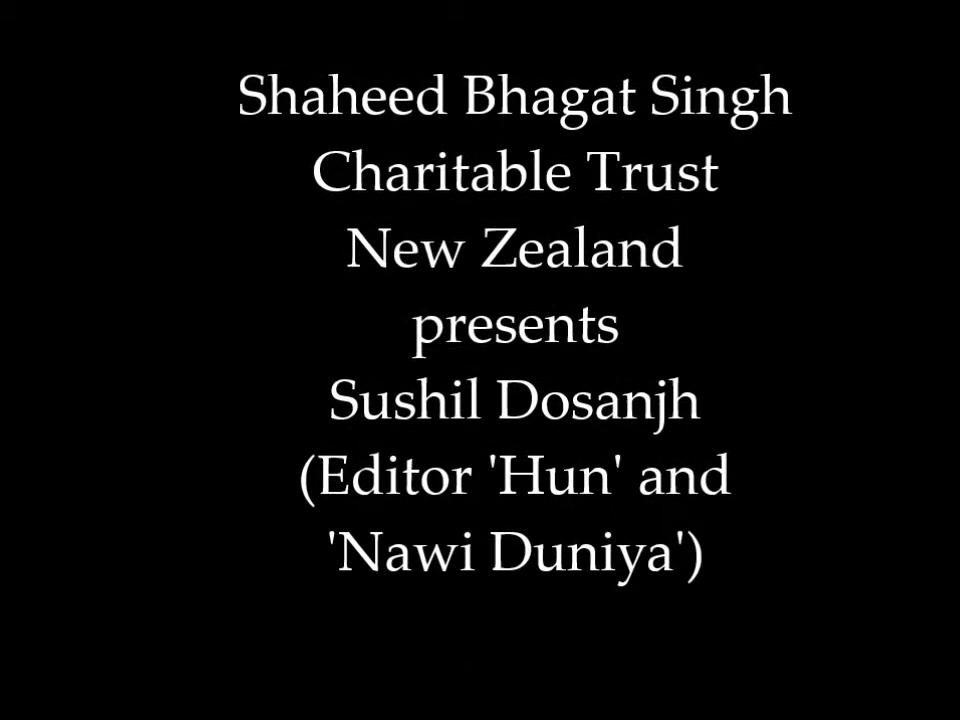 Shaheed Bhagat Singh
Charitable Trust
New Zealand
presents
Sushil Dosanjh
(Editor 'Hun' and
'Nawi Duniya')